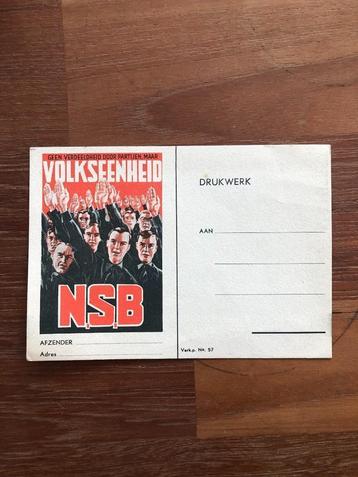 GEEN VERDEELDHEID DOOR PARTIJEN, MAAR
VOLKSEENHEID
N.S.B
AFZENDER
Adres
DRUKWERK
AAN
Verk.p. Nr. 57